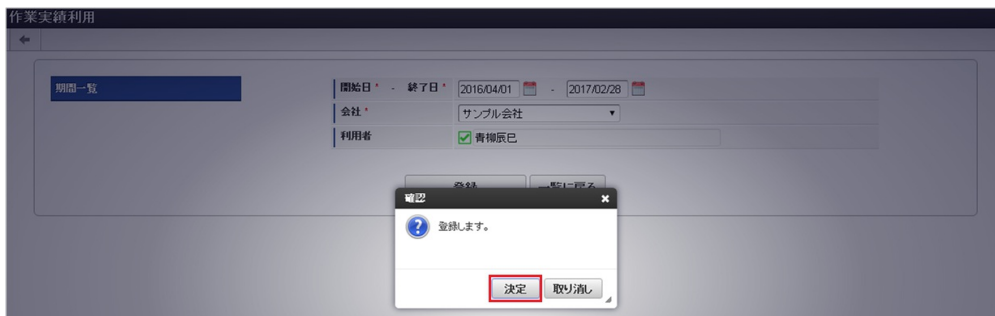 作業実績利用
期間一覧
開始日* - 終了日* 2016/04/01 - 2017/02/28
会社* サンプル会社
利用者 青柳辰巳
登録 一覧に戻る
確認
登録します。
決定 取り消し